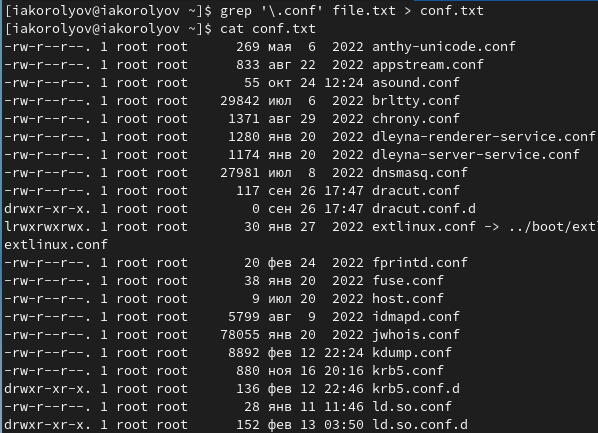 [iakorolyov@iakorolyov ~]$ grep '\.conf' file.txt > conf.txt
[iakorolyov@iakorolyov ~]$ cat conf.txt
-rw-r--r--. 1 root root       269 мая  6  2022 anthy-unicode.conf
-rw-r--r--. 1 root root       833 авг 22  2022 appstream.conf
-rw-r--r--. 1 root root        55 окт 24 12:24 asound.conf
-rw-r--r--. 1 root root     29842 июл  6  2022 brltty.conf
-rw-r--r--. 1 root root      1371 авг 29  2022 chrony.conf
-rw-r--r--. 1 root root      1280 янв 20  2022 dleyna-renderer-service.conf
-rw-r--r--. 1 root root      1174 янв 20  2022 dleyna-server-service.conf
-rw-r--r--. 1 root root     27981 июл  8  2022 dnsmasq.conf
-rw-r--r--. 1 root root       117 сен 26 17:47 dracut.conf
drwxr-xr-x. 1 root root         0 сен 26 17:47 dracut.conf.d
lrwxrwxrwx. 1 root root        30 янв 27  2022 extlinux.conf -> ../boot/extl
extlinux.conf
-rw-r--r--. 1 root root        20 фев 24  2022 fprintd.conf
-rw-r--r--. 1 root root        38 янв 20  2022 fuse.conf
-rw-r--r--. 1 root root         9 июл 20  2022 host.conf
-rw-r--r--. 1 root root      5799 авг  9  2022 idmapd.conf
-rw-r--r--. 1 root root     78055 янв 20  2022 jwhois.conf
-rw-r--r--. 1 root root      8892 фев 12 22:24 kdump.conf
-rw-r--r--. 1 root root       880 ноя 16 20:16 krb5.conf
drwxr-xr-x. 1 root root       136 фев 12 22:46 krb5.conf.d
-rw-r--r--. 1 root root        28 янв 11 11:46 ld.so.conf
drwxr-xr-x. 1 root root       152 фев 13 03:50 ld.so.conf.d